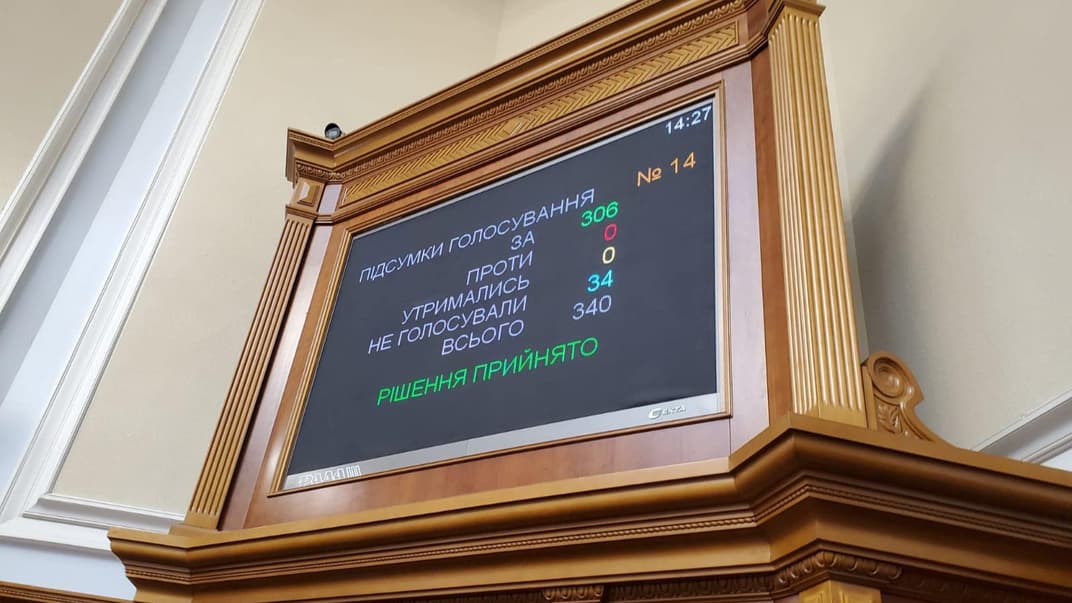 14:27
№ 14
ПІДСУМКИ ГОЛОСУВАННЯ
ЗА 306
ПРОТИ 0
УТРИМАЛИСЬ 0
НЕ ГОЛОСУВАЛИ 34
ВСЬОГО 340
РІШЕННЯ ПРИЙНЯТО